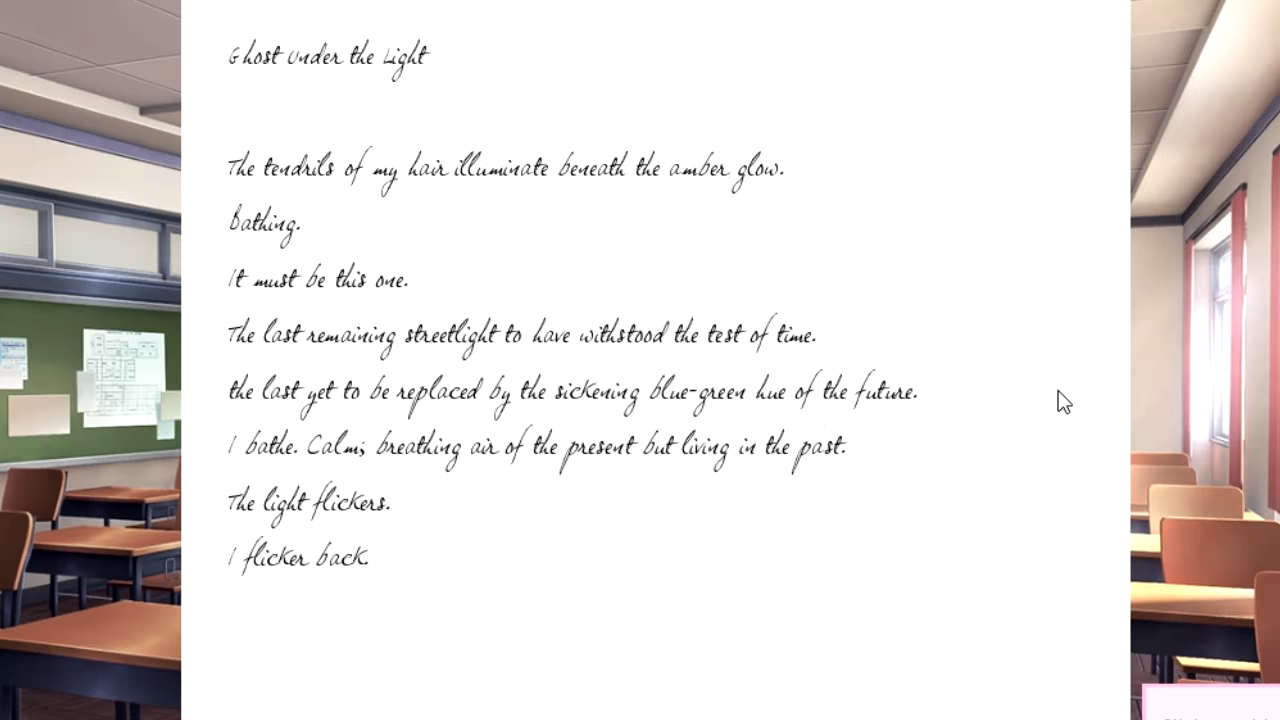 Ghost Under the Light
The tendrils of my hair illuminate beneath the amber glow.
Bathing.
It must be this one.
The last remaining streetlight to have withstood the test of time.
the last yet to be replaced by the sickening blue-green hue of the future.
I bathe. Calm; breathing air of the present but living in the past.
The light flickers.
I flicker back.